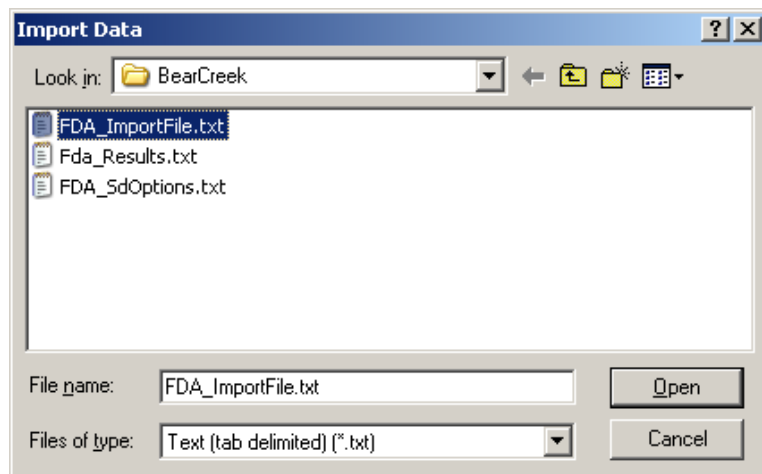 Import Data
Look in: BearCreek
FDA_ImportFile.txt
Fda_Results.txt
FDA_SdOptions.txt
File name: FDA_ImportFile.txt Open
Files of type: Text (tab delimited) (*.txt) Cancel